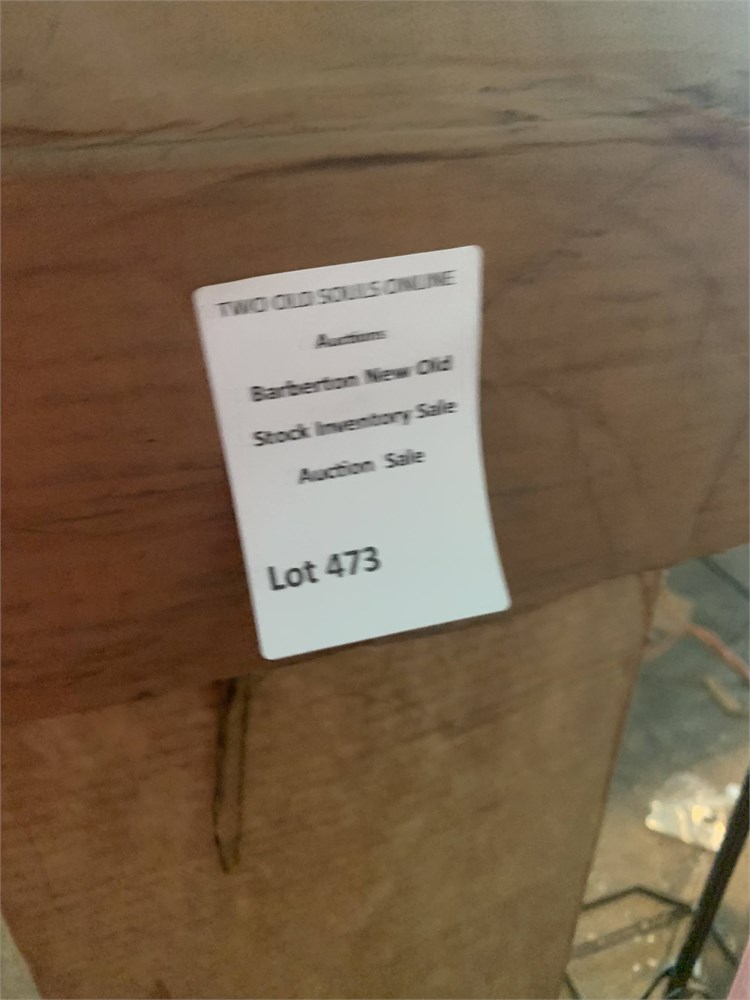 TWO OLD SOULS ONLINE
Auctions
Barberton New Old
Stock Inventory Sale
Auction Sale
Lot 473